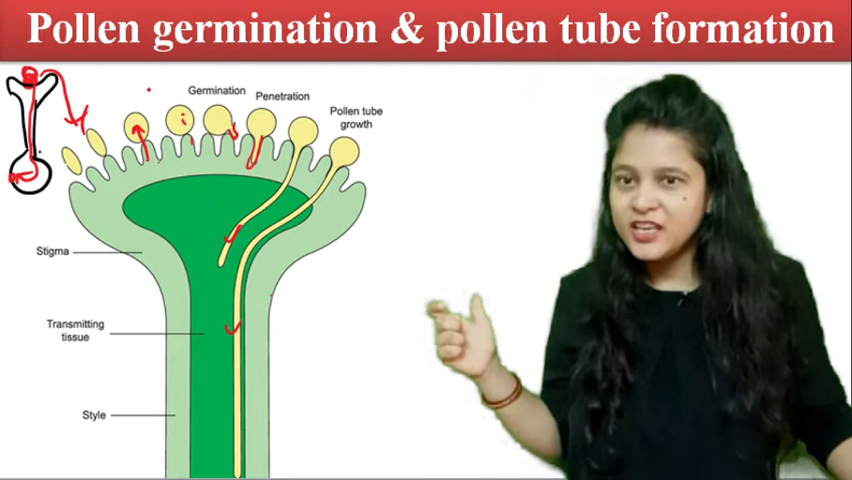 Pollen germination & pollen tube formation
Germination
Penetration
Pollen tube
growth
Stigma
Transmitting
tissue
Style